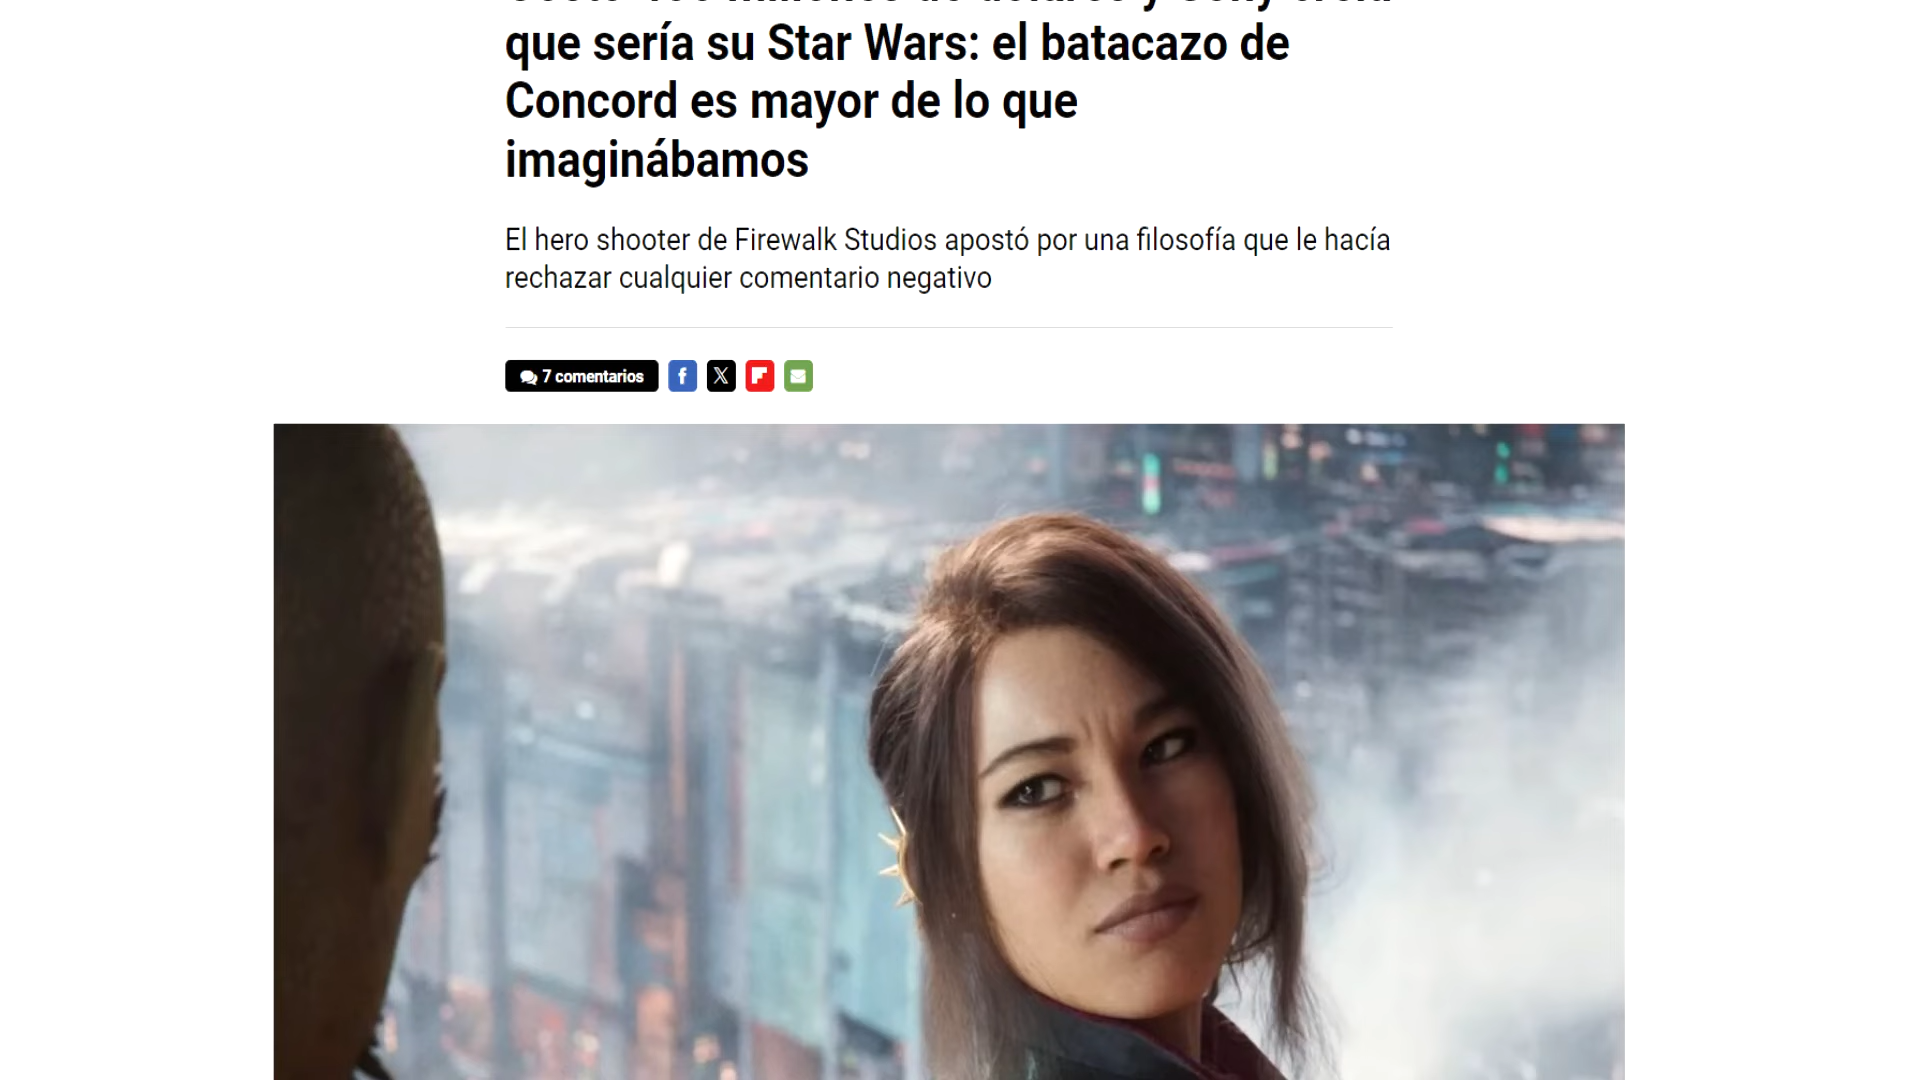 que sería su Star Wars: el batacazo de
Concord es mayor de lo que
imaginábamos
El hero shooter de Firewalk Studios apostó por una filosofía que le hacía
rechazar cualquier comentario negativo
7 comentarios